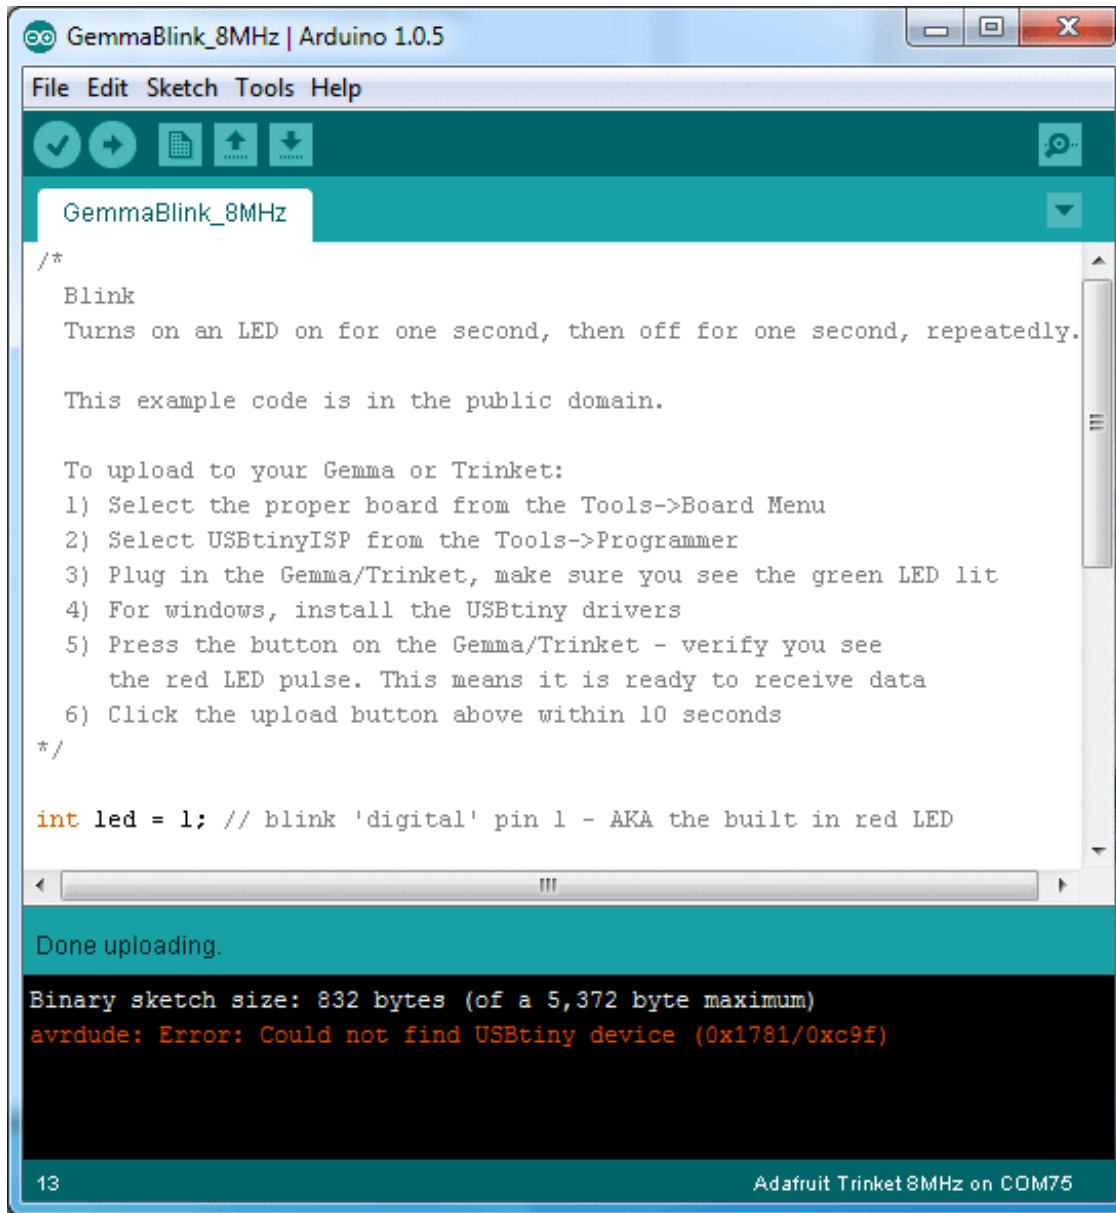 GemmaBlink_8MHz | Arduino 1.0.5
File Edit Sketch Tools Help
GemmaBlink_8MHz
/*
Blink
Turns on an LED on for one second, then off for one second, repeatedly.
This example code is in the public domain.
To upload to your Gemma or Trinket:
1) Select the proper board from the Tools->Board Menu
2) Select USBtinyISP from the Tools->Programmer
3) Plug in the Gemma/Trinket, make sure you see the green LED lit
4) For windows, install the USBtiny drivers
5) Press the button on the Gemma/Trinket - verify you see
the red LED pulse. This means it is ready to receive data
6) Click the upload button above within 10 seconds
*/
int led = 1; // blink 'digital' pin 1 - AKA the built in red LED
Done uploading.
Binary sketch size: 832 bytes (of a 5,372 byte maximum)
avrdude: Error: Could not find USBtiny device (0x1781/0xc9f)
13 Adafruit Trinket 8MHz on COM75